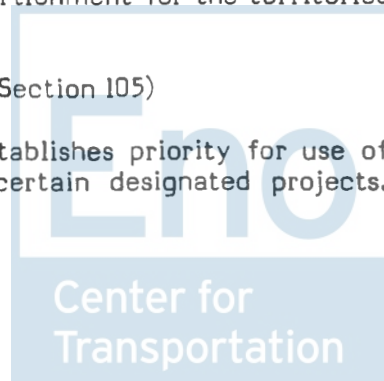 Section 105)
tablishes priority for use of
certain designated projects.
Eno
Center for
Transportation